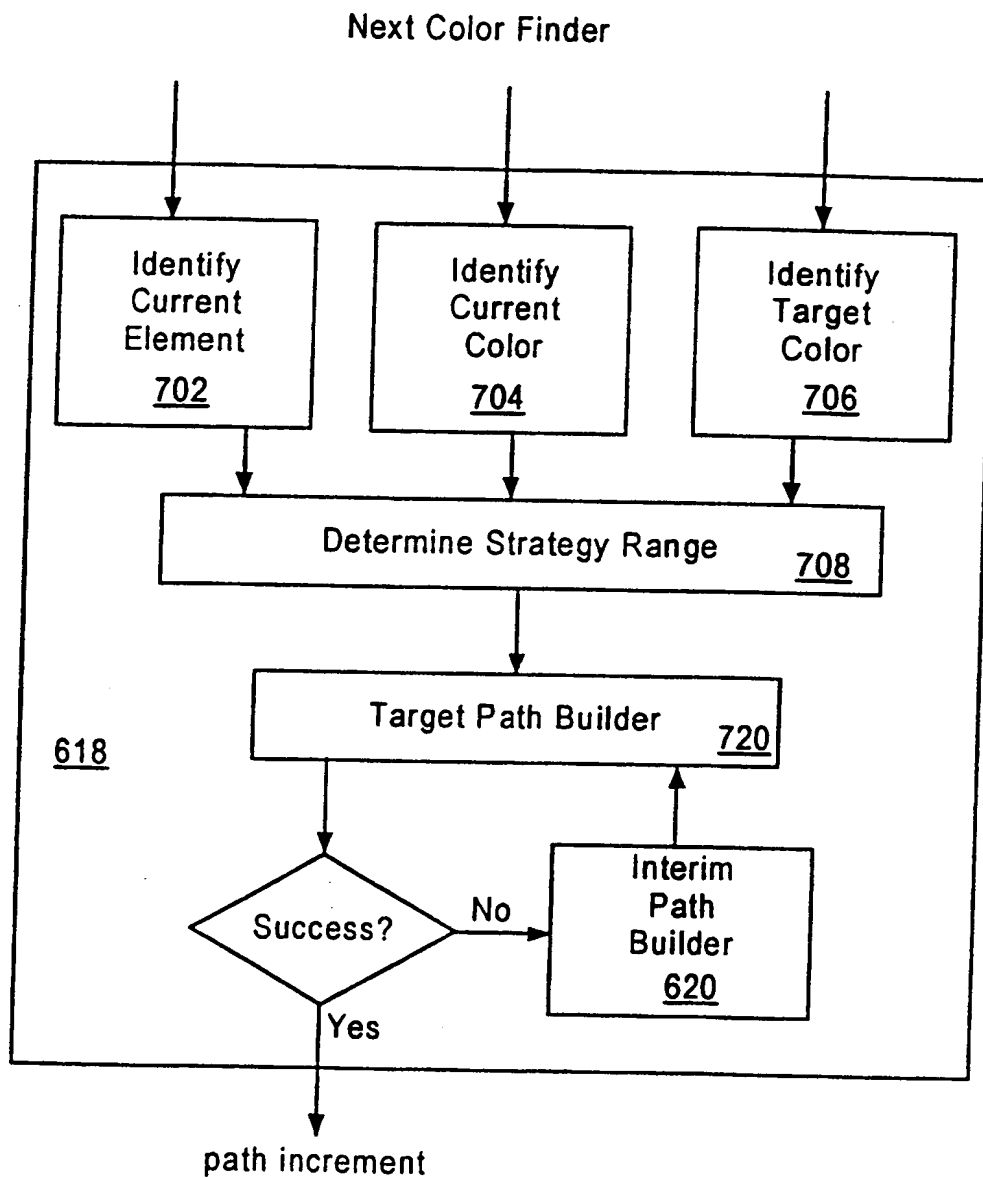 Next Color Finder
Identify
Current
Element
702
Identify
Current
Color
704
Identify
Target
Color
706
Determine Strategy Range
708
Target Path Builder
720
618
Success?
No
Interim
Path
Builder
620
Yes
path increment